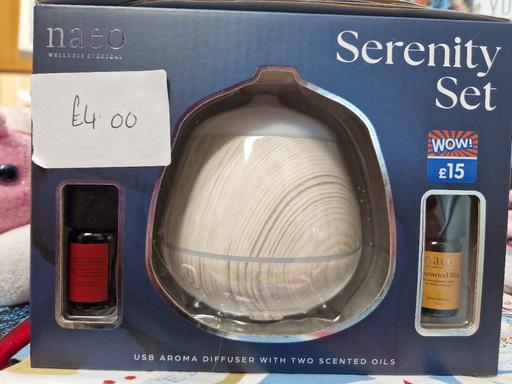 naeo
WELLNESS EVERYDAY
Serenity
Set
£4.00
WOW!
£15
naeo
USB AROMA DIFFUSER WITH TWO SCENTED OILS